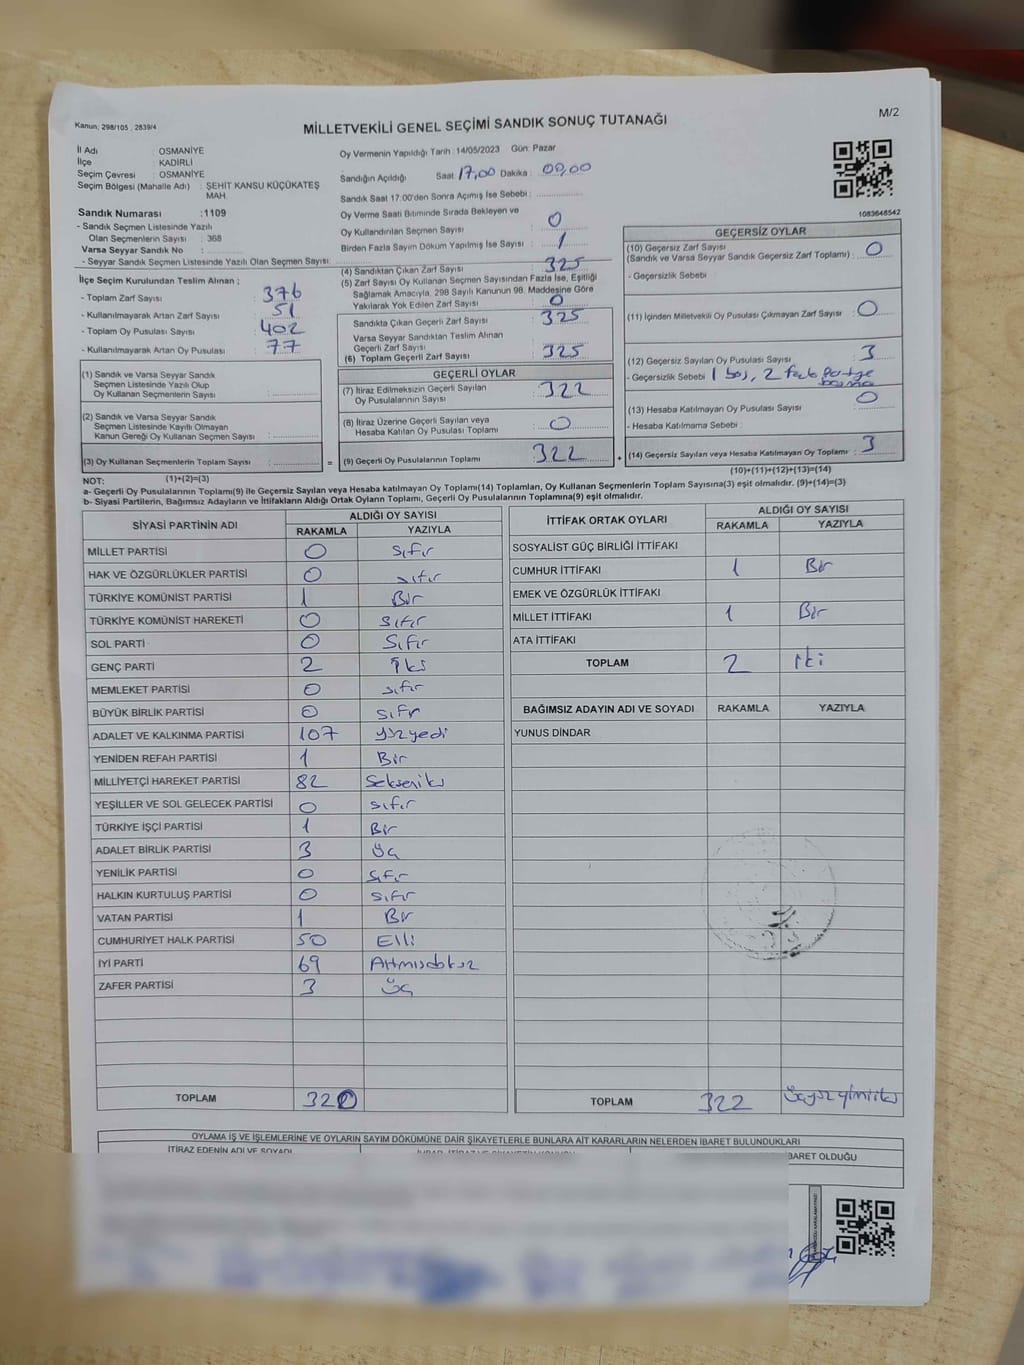 M/2
Kanun; 298/105 , 2839/4
MİLLETVEKİLİ GENEL SEÇİMİ SANDIK SONUÇ TUTANAĞI
İl Adı : OSMANİYE
İlçe : KADİRLİ
Seçim Çevresi : OSMANİYE
Seçim Bölgesi (Mahalle Adı) : ŞEHİT KANSU KÜÇÜKATEŞ MAH.
Sandık Numarası :1109
- Sandık Seçmen Listesinde Yazılı
Olan Seçmenlerin Sayısı : 368
Varsa Seyyar Sandık No :
- Seyyar Sandık Seçmen Listesinde Yazılı Olan Seçmen Sayısı:
Oy Vermenin Yapıldığı Tarih :14/05/2023 Gün: Pazar
Sandığın Açıldığı Saat 17,00 Dakika : 00,00
Sandık Saat 17:00'den Sonra Açımış İse Sebebi :
Oy Verme Saati Bitiminde Sırada Bekleyen ve
Oy Kullandırılan Seçmen Sayısı : 0
Birden Fazla Sayım Döküm Yapılmış İse Sayısı : 1
(4) Sandıktan Çıkan Zarf Sayısı : 325
(5) Zarf Sayısı Oy Kullanan Seçmen Sayısından Fazla İse, Eşitliği
Sağlamak Amacıyla, 298 Sayılı Kanunun 98. Maddesine Göre
Yakılarak Yok Edilen Zarf Sayısı : 0
1083648542
İlçe Seçim Kurulundan Teslim Alınan ;
- Toplam Zarf Sayısı : 376
- Kullanılmayarak Artan Zarf Sayısı : 51
- Toplam Oy Pusulası Sayısı : 402
- Kullanılmayarak Artan Oy Pusulası : 77
Sandıkta Çıkan Geçerli Zarf Sayısı : 325
Varsa Seyyar Sandıktan Teslim Alınan
Geçerli Zarf Sayısı :
(6) Toplam Geçerli Zarf Sayısı : 325
(1) Sandık ve Varsa Seyyar Sandık
Seçmen Listesinde Yazılı Olup
Oy Kullanan Seçmenlerin Sayısı :
(2) Sandık ve Varsa Seyyar Sandık
Seçmen Listesinde Kayıtlı Olmayan
Kanun Gereği Oy Kullanan Seçmen Sayısı :
(3) Oy Kullanan Seçmenlerin Toplam Sayısı :
=
GEÇERLİ OYLAR
(7) İtiraz Edilmeksizin Geçerli Sayılan
Oy Pusulalarının Sayısı : 322
(8) İtiraz Üzerine Geçerli Sayılan veya
Hesaba Katılan Oy Pusulası Toplamı : 0
(9) Geçerli Oy Pusulalarının Toplamı : 322
+
GEÇERSİZ OYLAR
(10) Geçersiz Zarf Sayısı
(Sandık ve Varsa Seyyar Sandık Geçersiz Zarf Toplamı) : 0
- Geçersizlik Sebebi :
(11) İçinden Milletvekili Oy Pusulası Çıkmayan Zarf Sayısı : 0
(12) Geçersiz Sayılan Oy Pusulası Sayısı : 3
- Geçersizlik Sebebi : 1 boş, 2 fazla Partiye basma
(13) Hesaba Katılmayan Oy Pusulası Sayısı : 0
- Hesaba Katılmama Sebebi :
(14) Geçersiz Sayılan veya Hesaba Katılmayan Oy Toplamı : 3
NOT: (1)+(2)=(3) (10)+(11)+(12)+(13)=(14)
a- Geçerli Oy Pusulalarının Toplamı(9) ile Geçersiz Sayılan veya Hesaba Katılmayan Oy Toplamı(14) Toplamları, Oy Kullanan Seçmenlerin Toplam Sayısına(3) eşit olmalıdır. (9)+(14)=(3)
b- Siyasi Partilerin, Bağımsız Adayların ve İttifakların Aldığı Ortak Oyların Toplamı, Geçerli Oy Pusulalarının Toplamına(9) eşit olmalıdır.
SİYASİ PARTİNİN ADI ALDIĞI OY SAYISI
RAKAMLA YAZIYLA
MİLLET PARTİSİ 0 Sıfır
HAK VE ÖZGÜRLÜKLER PARTİSİ 0 sıfır
TÜRKİYE KOMÜNİST PARTİSİ 1 Bir
TÜRKİYE KOMÜNİST HAREKETİ 0 sıfır
SOL PARTİ 0 Sıfır
GENÇ PARTİ 2 iki
MEMLEKET PARTİSİ 0 sıfır
BÜYÜK BİRLİK PARTİSİ 0 sıfır
ADALET VE KALKINMA PARTİSİ 107 yüzyedi
YENİDEN REFAH PARTİSİ 1 Bir
MİLLİYETÇİ HAREKET PARTİSİ 82 Sekseniki
YEŞİLLER VE SOL GELECEK PARTİSİ 0 sıfır
TÜRKİYE İŞÇİ PARTİSİ 1 Bir
ADALET BİRLİK PARTİSİ 3 Üç
YENİLİK PARTİSİ 0 sıfır
HALKIN KURTULUŞ PARTİSİ 0 sıfır
VATAN PARTİSİ 1 Bir
CUMHURİYET HALK PARTİSİ 50 Elli
İYİ PARTİ 69 Altmışdokuz
ZAFER PARTİSİ 3 Üç
TOPLAM 320
İTTİFAK ORTAK OYLARI ALDIĞI OY SAYISI
RAKAMLA YAZIYLA
SOSYALİST GÜÇ BİRLİĞİ İTTİFAKI
CUMHUR İTTİFAKI 1 Bir
EMEK VE ÖZGÜRLÜK İTTİFAKI
MİLLET İTTİFAKI 1 Bir
ATA İTTİFAKI
TOPLAM 2 iki
BAĞIMSIZ ADAYIN ADI VE SOYADI RAKAMLA YAZIYLA
YUNUS DİNDAR
TOPLAM 322 Üçyüzyirmiiki
OYLAMA İŞ VE İŞLEMLERİNE VE OYLARIN SAYIM DÖKÜMÜNE DAİR ŞİKAYETLERLE BUNLARA AİT KARARLARIN NELERDEN İBARET BULUNDUKLARI
İTİRAZ EDENİN ADI VE SOYADI
BARET OLDUĞU